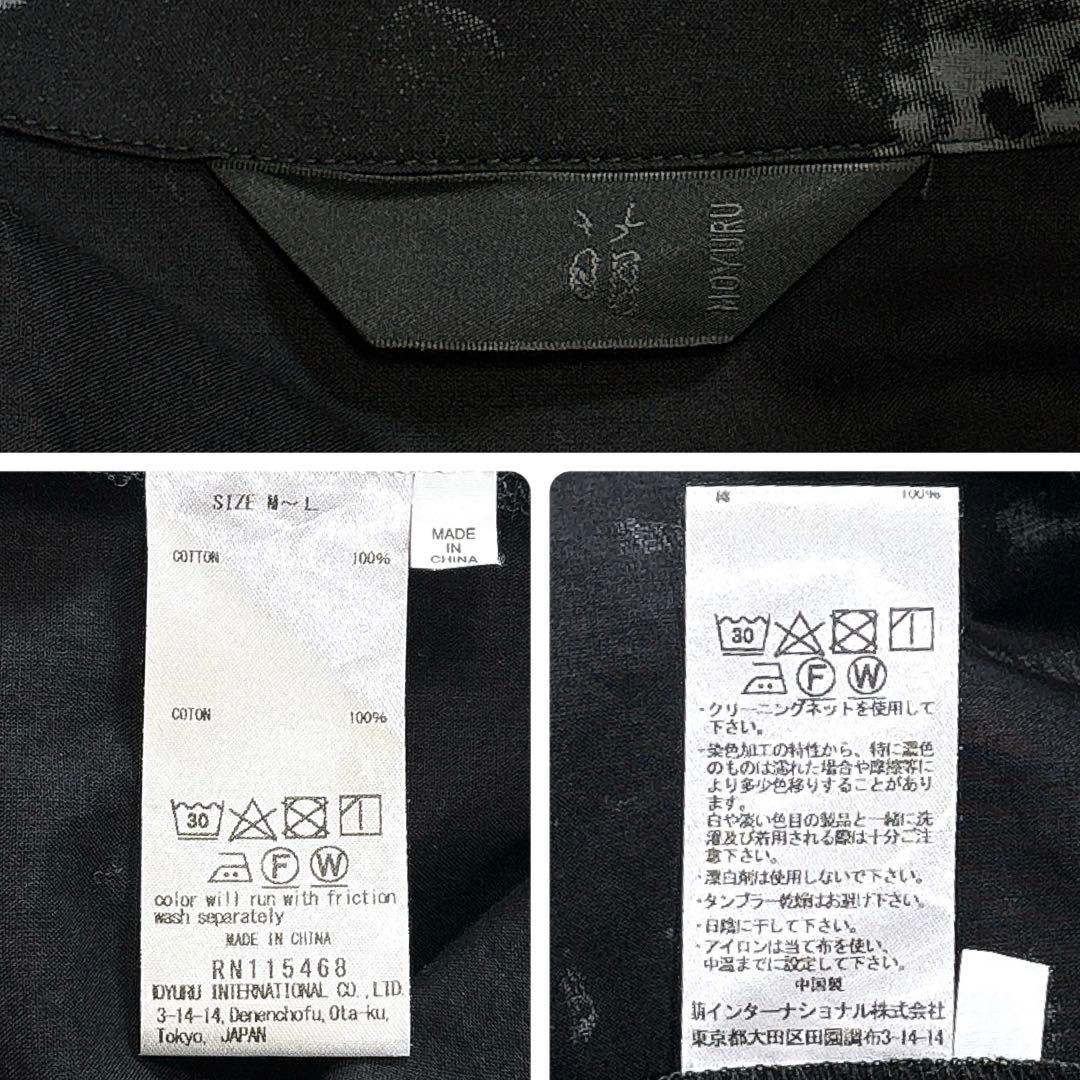 MOYURU
SIZE M～L
COTTON 100%
COTON 100%
30
F W
color will run with friction
wash separately
MADE IN CHINA
RN115468
MOYURU INTERNATIONAL CO.,LTD.
3-14-14, Denenchofu, Ota-ku,
Tokyo, JAPAN
MADE
IN
CHINA
綿 100%
30
F W
・クリーニングネットを使用して
下さい。
・染色加工の特性から、特に濃色
のものは濡れた場合や摩擦等に
より多少色移りすることがあり
ます。
白や淡い色目の製品と一緒に洗
濯及び着用される際は十分ご注
意下さい。
・漂白剤は使用しないで下さい。
・タンブラー乾燥はお避け下さい。
・日陰に干して下さい。
・アイロンは当て布を使い、
中温までに設定して下さい。
中国製
萌インターナショナル株式会社
東京都大田区田園調布3-14-14